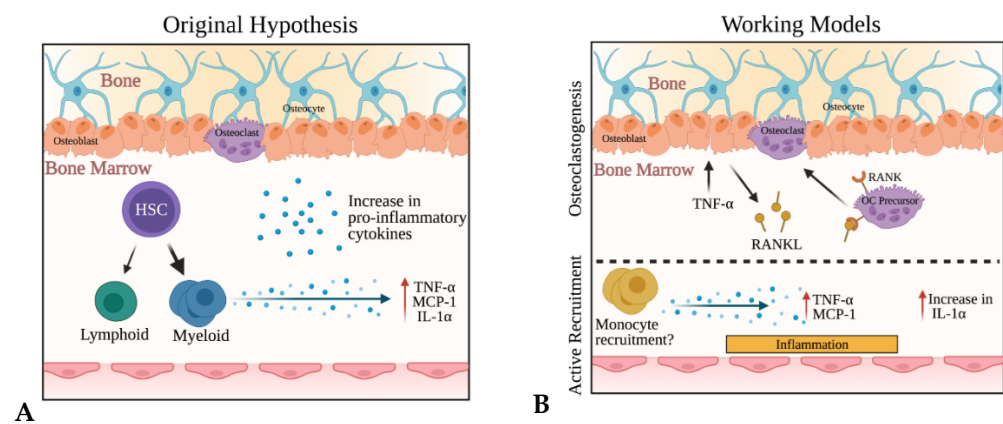 Original Hypothesis
Bone
Osteocyte
Osteoblast
Osteoclast
Bone Marrow
HSC
Increase in
pro-inflammatory
cytokines
TNF-α
MCP-1
IL-1α
Lymphoid
Myeloid
A
Working Models
Osteoclastogenesis
Bone
Osteocyte
Osteoblast
Osteoclast
Bone Marrow
RANK
TNF-α
OC Precursor
RANKL
Active Recruitment
TNF-α
MCP-1
Increase in
IL-1α
Monocyte
recruitment?
Inflammation
B